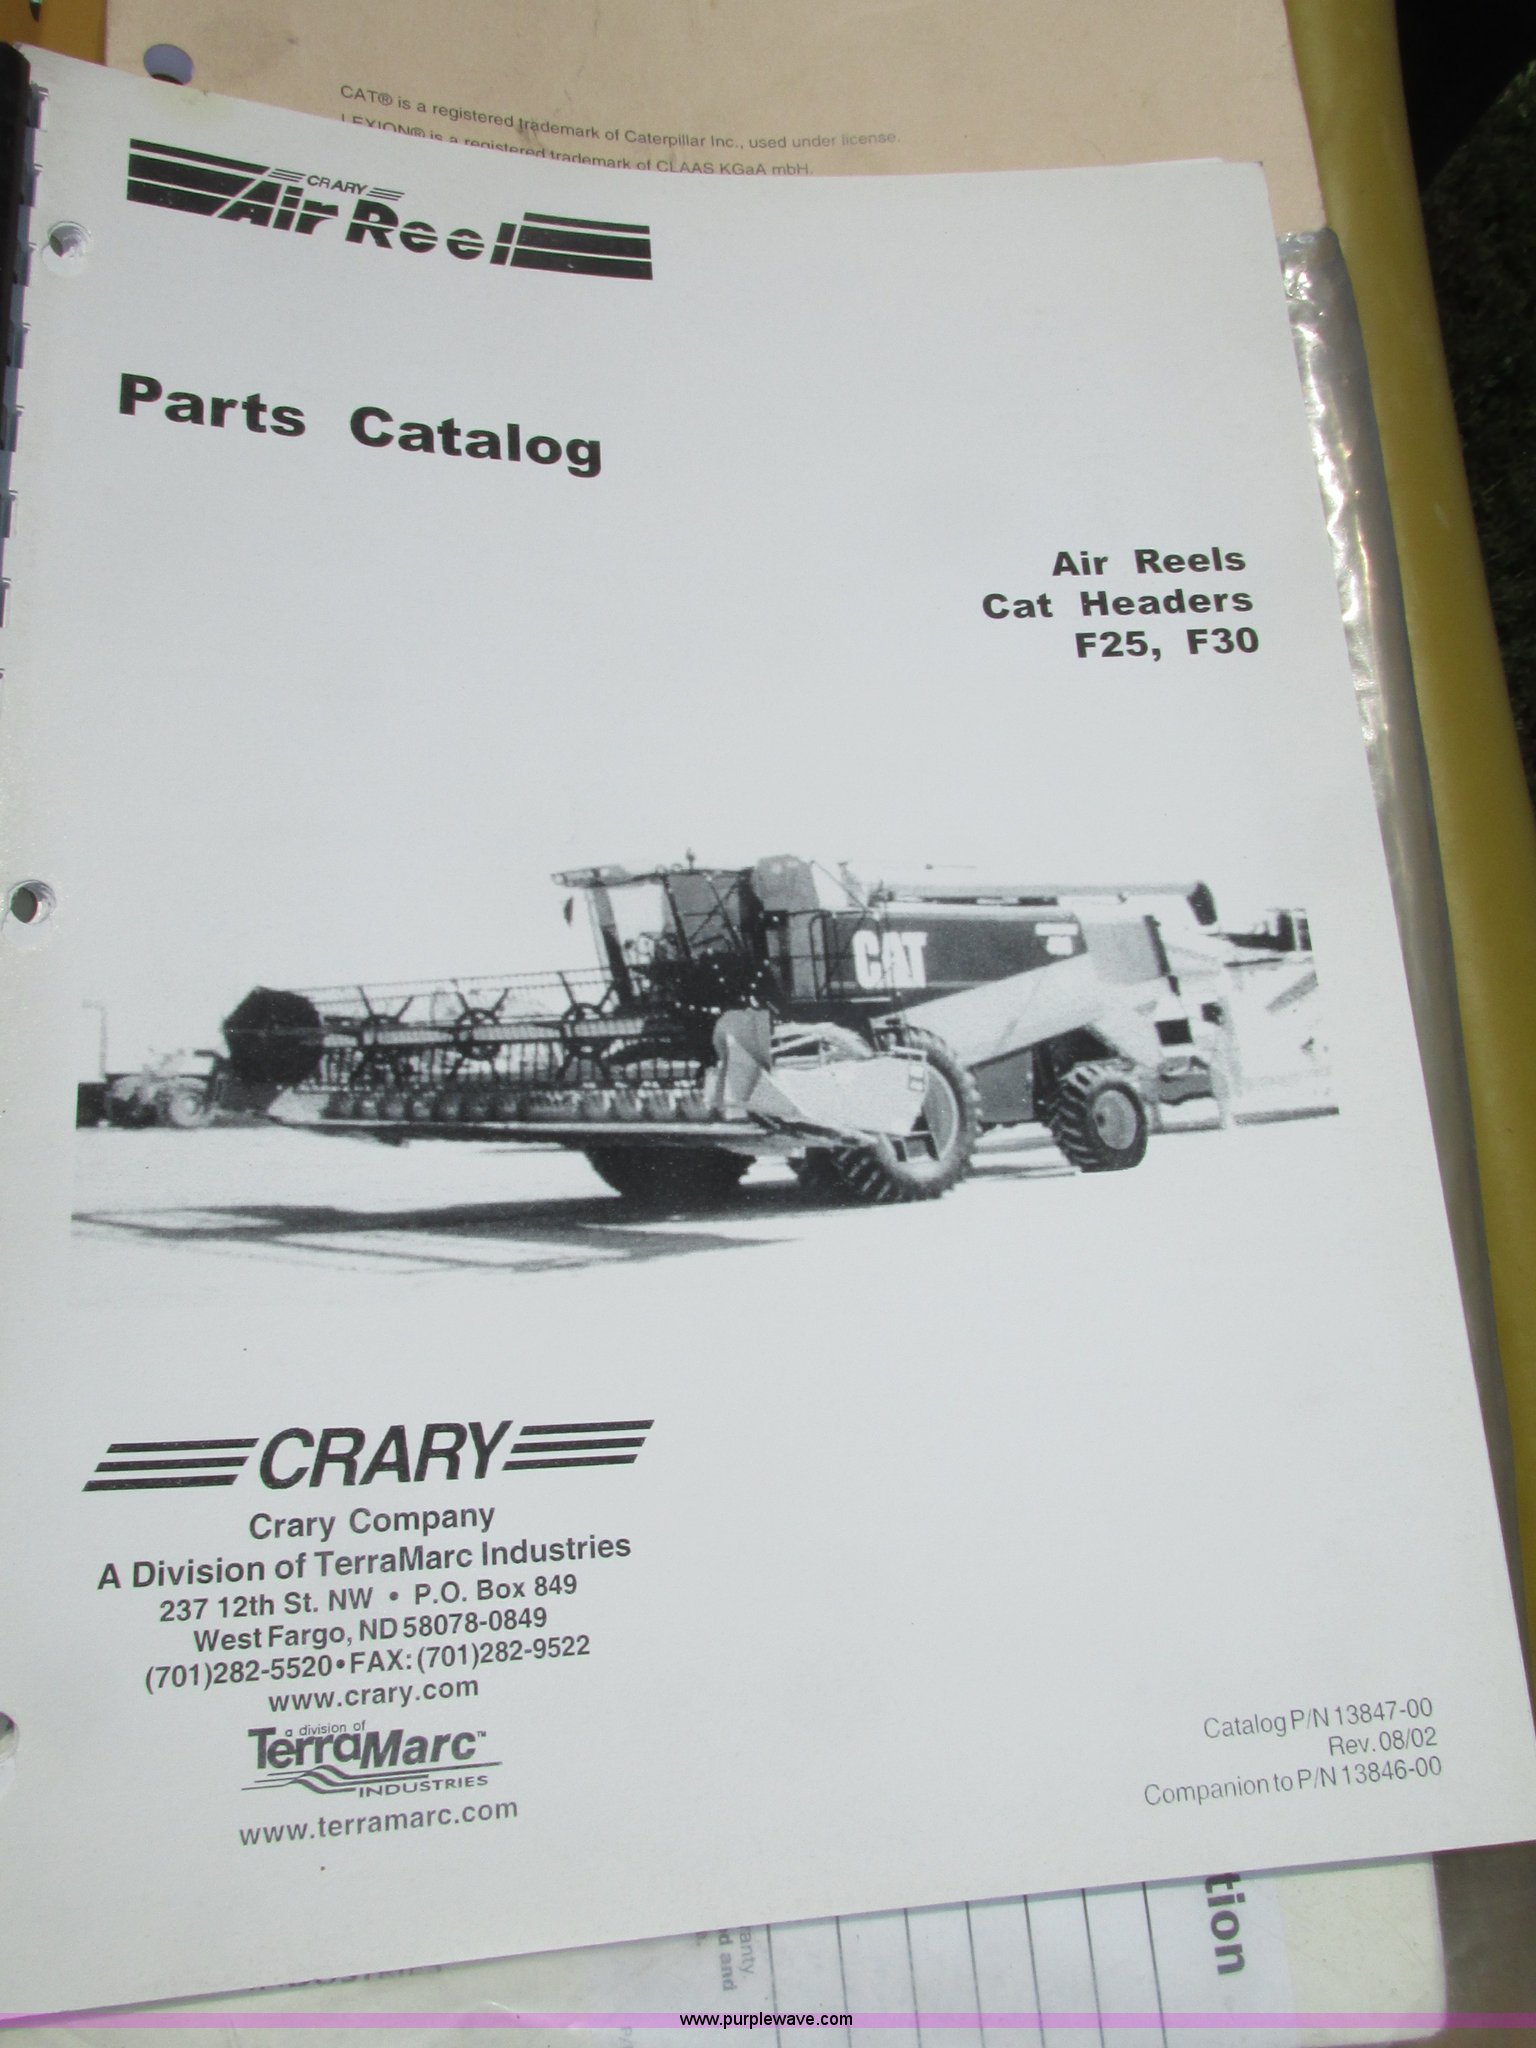 CAT® is a registered trademark of Caterpillar Inc., used under license.
LEXION® is a registered trademark of CLAAS KGaA mbH.
CRARY
Air Reel
Parts Catalog
Air Reels
Cat Headers
F25, F30
CAT
CRARY
Crary Company
A Division of TerraMarc Industries
237 12th St. NW • P.O. Box 849
West Fargo, ND 58078-0849
(701)282-5520•FAX:(701)282-9522
www.crary.com
a division of
TerraMarc™
INDUSTRIES
www.terramarc.com
Catalog P/N 13847-00
Rev. 08/02
Companion to P/N 13846-00
tion
ranty.
d and
www.purplewave.com